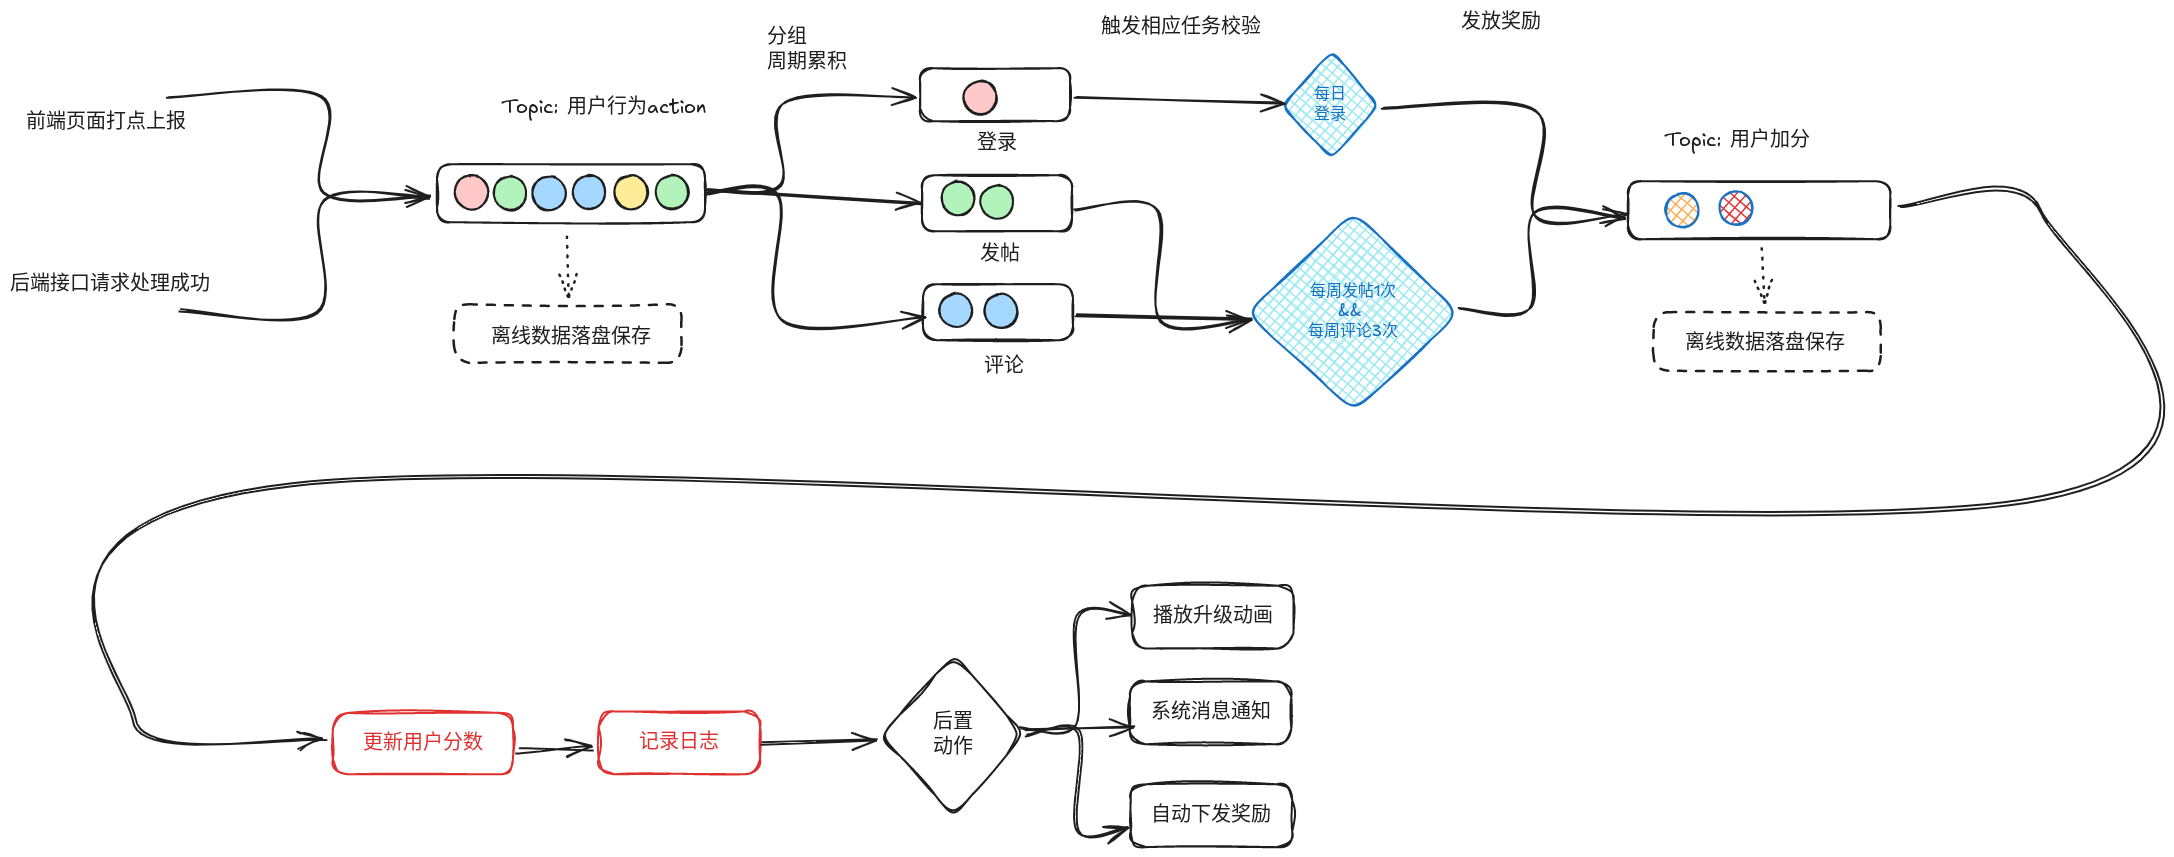 发放奖励
触发相应任务校验
分组
周期累积
前端页面打点上报
Topic: 用户行为action
每日
登录
登录
Topic: 用户加分
后端接口请求处理成功
发帖
每周发帖1次
&&
每周评论3次
离线数据落盘保存
离线数据落盘保存
评论
更新用户分数
记录日志
后置
动作
播放升级动画
系统消息通知
自动下发奖励